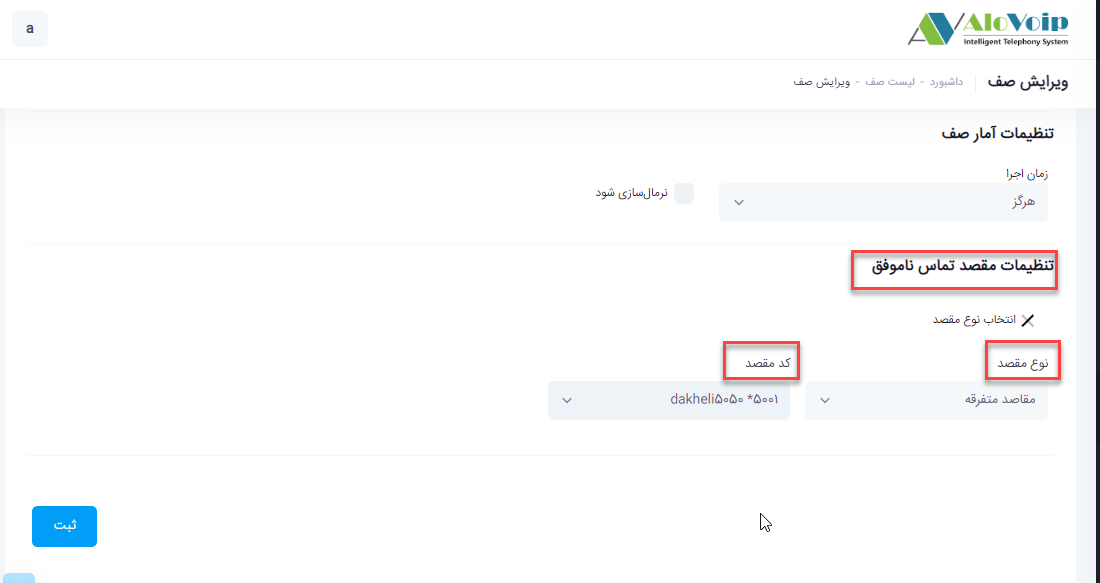 a
AloVoip
Intelligent Telephony System
ویرایش صف
داشبورد - لیست صف - ویرایش صف
تنظیمات آمار صف
زمان اجرا
هرگز
نرمال‌سازی شود
تنظیمات مقصد تماس ناموفق
انتخاب نوع مقصد
نوع مقصد
کد مقصد
مقاصد متفرقه
dakheli۵۰۵۰ *۵۰۰۱
ثبت